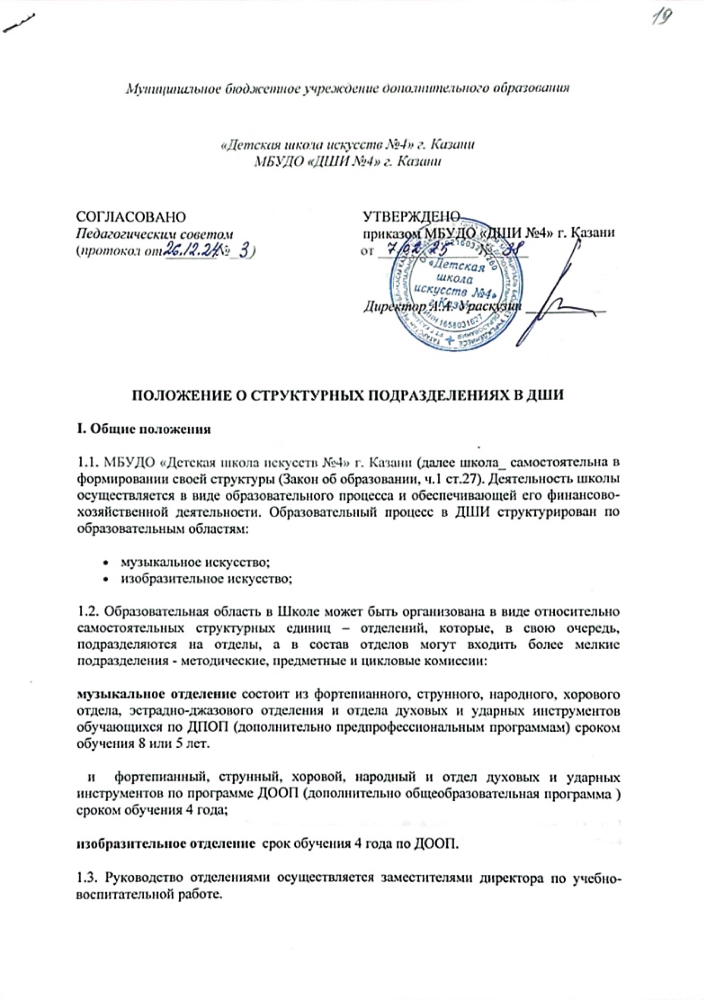 19
Муниципальное бюджетное учреждение дополнительного образования
«Детская школа искусств №4» г. Казани
МБУДО «ДШИ №4» г. Казани
СОГЛАСОВАНО
Педагогическим советом
(протокол от 26.12.24 № 3)
УТВЕРЖДЕНО
приказом МБУДО «ДШИ №4» г. Казани
от 7.02.25 38
«Детская
школа
искусств №4»
ИНН 1658031627
Директор А.А. Ураскузин
ПОЛОЖЕНИЕ О СТРУКТУРНЫХ ПОДРАЗДЕЛЕНИЯХ В ДШИ
I. Общие положения
1.1. МБУДО «Детская школа искусств №4» г. Казани (далее школа_ самостоятельна в
формировании своей структуры (Закон об образовании, ч.1 ст.27). Деятельность школы
осуществляется в виде образовательного процесса и обеспечивающей его финансово-
хозяйственной деятельности. Образовательный процесс в ДШИ структурирован по
образовательным областям:
• музыкальное искусство;
• изобразительное искусство;
1.2. Образовательная область в Школе может быть организована в виде относительно
самостоятельных структурных единиц – отделений, которые, в свою очередь,
подразделяются на отделы, а в состав отделов могут входить более мелкие
подразделения - методические, предметные и цикловые комиссии:
музыкальное отделение состоит из фортепианного, струнного, народного, хорового
отдела, эстрадно-джазового отделения и отдела духовых и ударных инструментов
обучающихся по ДПОП (дополнительно предпрофессиональным программам) сроком
обучения 8 или 5 лет.
и фортепианный, струнный, хоровой, народный и отдел духовых и ударных
инструментов по программе ДООП (дополнительно общеобразовательная программа )
сроком обучения 4 года;
изобразительное отделение срок обучения 4 года по ДООП.
1.3. Руководство отделениями осуществляется заместителями директора по учебно-
воспитательной работе.